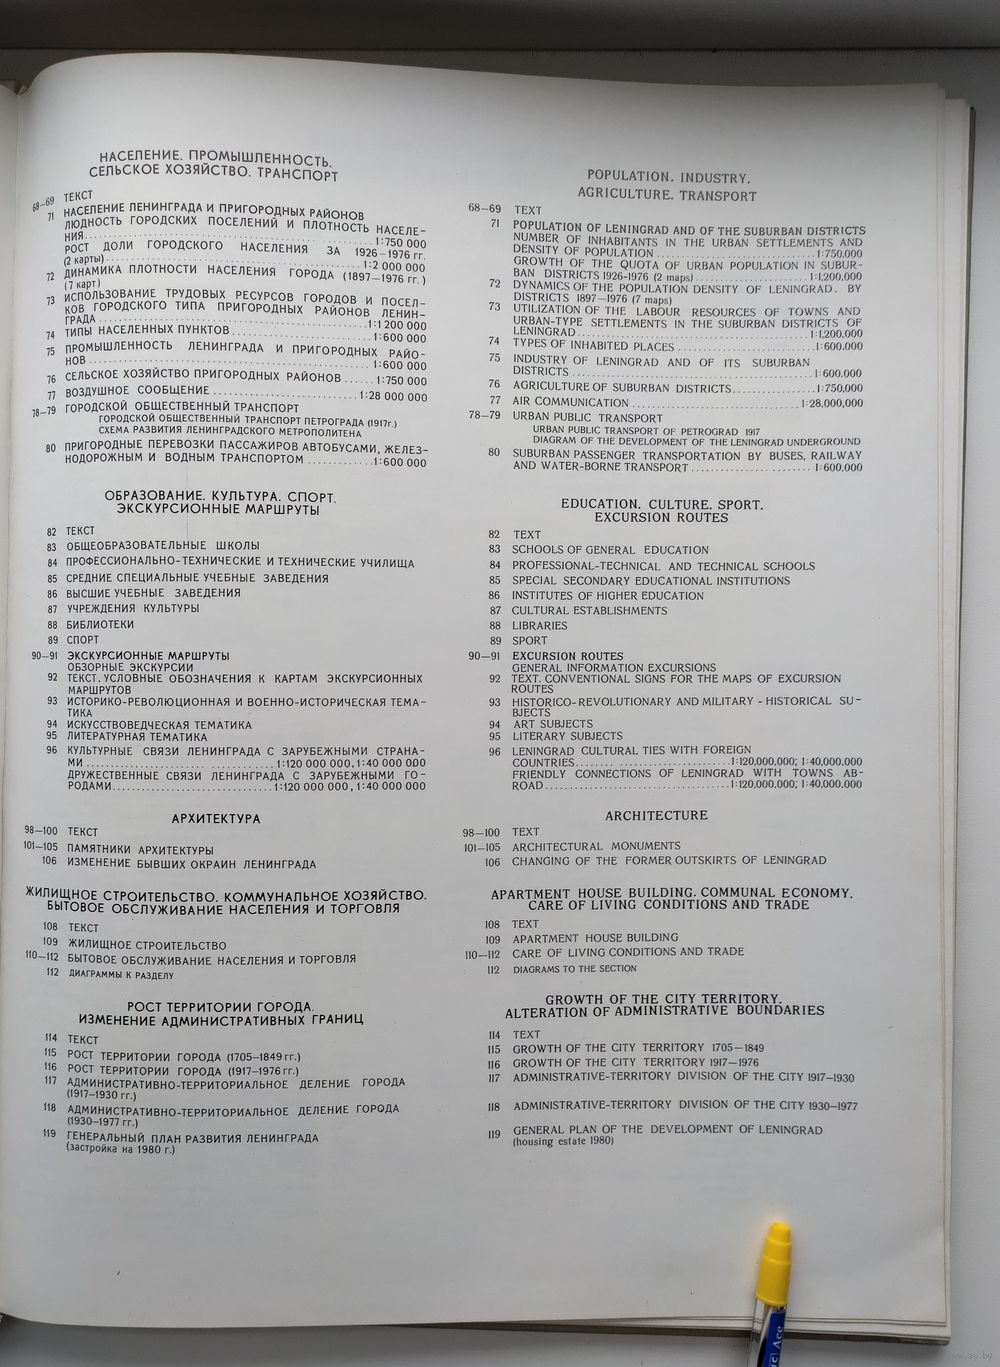 НАСЕЛЕНИЕ. ПРОМЫШЛЕННОСТЬ.
СЕЛЬСКОЕ ХОЗЯЙСТВО. ТРАНСПОРТ
68—69 ТЕКСТ
71 НАСЕЛЕНИЕ ЛЕНИНГРАДА И ПРИГОРОДНЫХ РАЙОНОВ
ЛЮДНОСТЬ ГОРОДСКИХ ПОСЕЛЕНИЙ И ПЛОТНОСТЬ НАСЕЛЕ-
НИЯ 1:750 000
РОСТ ДОЛИ ГОРОДСКОГО НАСЕЛЕНИЯ ЗА 1926—1976 гг.
(2 карты) 1:2 000 000
72 ДИНАМИКА ПЛОТНОСТИ НАСЕЛЕНИЯ ГОРОДА (1897—1976 гг.)
(7 карт)
73 ИСПОЛЬЗОВАНИЕ ТРУДОВЫХ РЕСУРСОВ ГОРОДОВ И ПОСЕЛ-
КОВ ГОРОДСКОГО ТИПА ПРИГОРОДНЫХ РАЙОНОВ ЛЕНИН-
ГРАДА 1:1 200 000
74 ТИПЫ НАСЕЛЕННЫХ ПУНКТОВ 1:600 000
75 ПРОМЫШЛЕННОСТЬ ЛЕНИНГРАДА И ПРИГОРОДНЫХ РАЙО-
НОВ 1:600 000
76 СЕЛЬСКОЕ ХОЗЯЙСТВО ПРИГОРОДНЫХ РАЙОНОВ 1:750 000
77 ВОЗДУШНОЕ СООБЩЕНИЕ 1:28 000 000
78—79 ГОРОДСКОЙ ОБЩЕСТВЕННЫЙ ТРАНСПОРТ
ГОРОДСКОЙ ОБЩЕСТВЕННЫЙ ТРАНСПОРТ ПЕТРОГРАДА (1917г.)
СХЕМА РАЗВИТИЯ ЛЕНИНГРАДСКОГО МЕТРОПОЛИТЕНА
80 ПРИГОРОДНЫЕ ПЕРЕВОЗКИ ПАССАЖИРОВ АВТОБУСАМИ, ЖЕЛЕЗ-
НОДОРОЖНЫМ И ВОДНЫМ ТРАНСПОРТОМ 1:600 000
ОБРАЗОВАНИЕ. КУЛЬТУРА. СПОРТ.
ЭКСКУРСИОННЫЕ МАРШРУТЫ
82 ТЕКСТ
83 ОБЩЕОБРАЗОВАТЕЛЬНЫЕ ШКОЛЫ
84 ПРОФЕССИОНАЛЬНО-ТЕХНИЧЕСКИЕ И ТЕХНИЧЕСКИЕ УЧИЛИЩА
85 СРЕДНИЕ СПЕЦИАЛЬНЫЕ УЧЕБНЫЕ ЗАВЕДЕНИЯ
86 ВЫСШИЕ УЧЕБНЫЕ ЗАВЕДЕНИЯ
87 УЧРЕЖДЕНИЯ КУЛЬТУРЫ
88 БИБЛИОТЕКИ
89 СПОРТ
90—91 ЭКСКУРСИОННЫЕ МАРШРУТЫ
ОБЗОРНЫЕ ЭКСКУРСИИ
92 ТЕКСТ. УСЛОВНЫЕ ОБОЗНАЧЕНИЯ К КАРТАМ ЭКСКУРСИОННЫХ
МАРШРУТОВ
93 ИСТОРИКО-РЕВОЛЮЦИОННАЯ И ВОЕННО-ИСТОРИЧЕСКАЯ ТЕМА-
ТИКА
94 ИСКУССТВОВЕДЧЕСКАЯ ТЕМАТИКА
95 ЛИТЕРАТУРНАЯ ТЕМАТИКА
96 КУЛЬТУРНЫЕ СВЯЗИ ЛЕНИНГРАДА С ЗАРУБЕЖНЫМИ СТРАНА-
МИ 1:120 000 000, 1:40 000 000
ДРУЖЕСТВЕННЫЕ СВЯЗИ ЛЕНИНГРАДА С ЗАРУБЕЖНЫМИ ГО-
РОДАМИ 1:120 000 000, 1:40 000 000
АРХИТЕКТУРА
98—100 ТЕКСТ
101—105 ПАМЯТНИКИ АРХИТЕКТУРЫ
106 ИЗМЕНЕНИЕ БЫВШИХ ОКРАИН ЛЕНИНГРАДА
ЖИЛИЩНОЕ СТРОИТЕЛЬСТВО. КОММУНАЛЬНОЕ ХОЗЯЙСТВО.
БЫТОВОЕ ОБСЛУЖИВАНИЕ НАСЕЛЕНИЯ И ТОРГОВЛЯ
108 ТЕКСТ
109 ЖИЛИЩНОЕ СТРОИТЕЛЬСТВО
110—112 БЫТОВОЕ ОБСЛУЖИВАНИЕ НАСЕЛЕНИЯ И ТОРГОВЛЯ
112 ДИАГРАММЫ К РАЗДЕЛУ
РОСТ ТЕРРИТОРИИ ГОРОДА.
ИЗМЕНЕНИЕ АДМИНИСТРАТИВНЫХ ГРАНИЦ
114 ТЕКСТ
115 РОСТ ТЕРРИТОРИИ ГОРОДА (1705—1849 гг.)
116 РОСТ ТЕРРИТОРИИ ГОРОДА (1917—1976 гг.)
117 АДМИНИСТРАТИВНО-ТЕРРИТОРИАЛЬНОЕ ДЕЛЕНИЕ ГОРОДА
(1917—1930 гг.)
118 АДМИНИСТРАТИВНО-ТЕРРИТОРИАЛЬНОЕ ДЕЛЕНИЕ ГОРОДА
(1930—1977 гг.)
119 ГЕНЕРАЛЬНЫЙ ПЛАН РАЗВИТИЯ ЛЕНИНГРАДА
(застройка на 1980 г.)
POPULATION. INDUSTRY.
AGRICULTURE. TRANSPORT
68—69 TEXT
71 POPULATION OF LENINGRAD AND OF THE SUBURBAN DISTRICTS
NUMBER OF INHABITANTS IN THE URBAN SETTLEMENTS AND
DENSITY OF POPULATION 1:750,000
GROWTH OF THE QUOTA OF URBAN POPULATION IN SUBUR-
BAN DISTRICTS 1926-1976 (2 maps) 1:1,200,000
72 DYNAMICS OF THE POPULATION DENSITY OF LENINGRAD. BY
DISTRICTS 1897—1976 (7 maps)
73 UTILIZATION OF THE LABOUR RESOURCES OF TOWNS AND
URBAN-TYPE SETTLEMENTS IN THE SUBURBAN DISTRICTS OF
LENINGRAD 1:1,200,000
74 TYPES OF INHABITED PLACES 1:600.000
75 INDUSTRY OF LENINGRAD AND OF ITS SUBURBAN
DISTRICTS 1:600.000
76 AGRICULTURE OF SUBURBAN DISTRICTS 1:750,000
77 AIR COMMUNICATION 1:28,000,000
78—79 URBAN PUBLIC TRANSPORT
URBAN PUBLIC TRANSPORT OF PETROGRAD 1917
DIAGRAM OF THE DEVELOPMENT OF THE LENINGRAD UNDERGROUND
80 SUBURBAN PASSENGER TRANSPORTATION BY BUSES, RAILWAY
AND WATER-BORNE TRANSPORT 1:600.000
EDUCATION. CULTURE. SPORT.
EXCURSION ROUTES
82 TEXT
83 SCHOOLS OF GENERAL EDUCATION
84 PROFESSIONAL-TECHNICAL AND TECHNICAL SCHOOLS
85 SPECIAL SECONDARY EDUCATIONAL INSTITUTIONS
86 INSTITUTES OF HIGHER EDUCATION
87 CULTURAL ESTABLISHMENTS
88 LIBRARIES
89 SPORT
90—91 EXCURSION ROUTES
GENERAL INFORMATION EXCURSIONS
92 TEXT. CONVENTIONAL SIGNS FOR THE MAPS OF EXCURSION
ROUTES
93 HISTORICO-REVOLUTIONARY AND MILITARY-HISTORICAL SU-
BJECTS
94 ART SUBJECTS
95 LITERARY SUBJECTS
96 LENINGRAD CULTURAL TIES WITH FOREIGN
COUNTRIES 1:120,000,000; 1:40,000,000
FRIENDLY CONNECTIONS OF LENINGRAD WITH TOWNS AB-
ROAD 1:120,000,000; 1:40,000,000
ARCHITECTURE
98—100 TEXT
101—105 ARCHITECTURAL MONUMENTS
106 CHANGING OF THE FORMER OUTSKIRTS OF LENINGRAD
APARTMENT HOUSE BUILDING. COMMUNAL ECONOMY.
CARE OF LIVING CONDITIONS AND TRADE
108 TEXT
109 APARTMENT HOUSE BUILDING
110—112 CARE OF LIVING CONDITIONS AND TRADE
112 DIAGRAMS TO THE SECTION
GROWTH OF THE CITY TERRITORY.
ALTERATION OF ADMINISTRATIVE BOUNDARIES
114 TEXT
115 GROWTH OF THE CITY TERRITORY 1705—1849
116 GROWTH OF THE CITY TERRITORY 1917—1976
117 ADMINISTRATIVE-TERRITORY DIVISION OF THE CITY 1917—1930
118 ADMINISTRATIVE-TERRITORY DIVISION OF THE CITY 1930—1977
119 GENERAL PLAN OF THE DEVELOPMENT OF LENINGRAD
(housing estate 1980)
Ace
www.ay.by